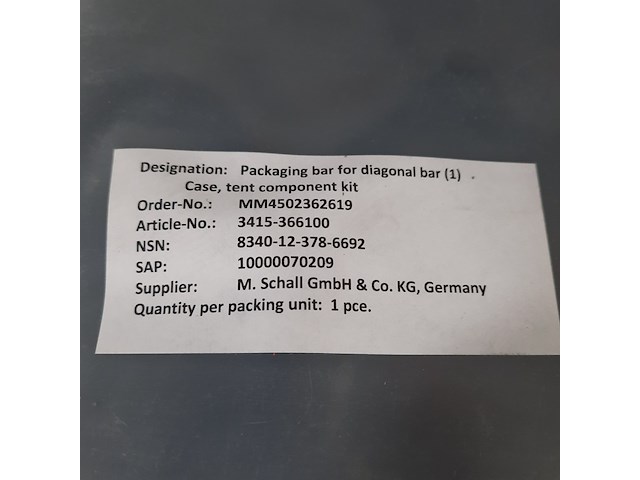 Designation: Packaging bar for diagonal bar (1)
Case, tent component kit
Order-No.: MM4502362619
Article-No.: 3415-366100
NSN: 8340-12-378-6692
SAP: 10000070209
Supplier: M. Schall GmbH & Co. KG, Germany
Quantity per packing unit: 1 pce.